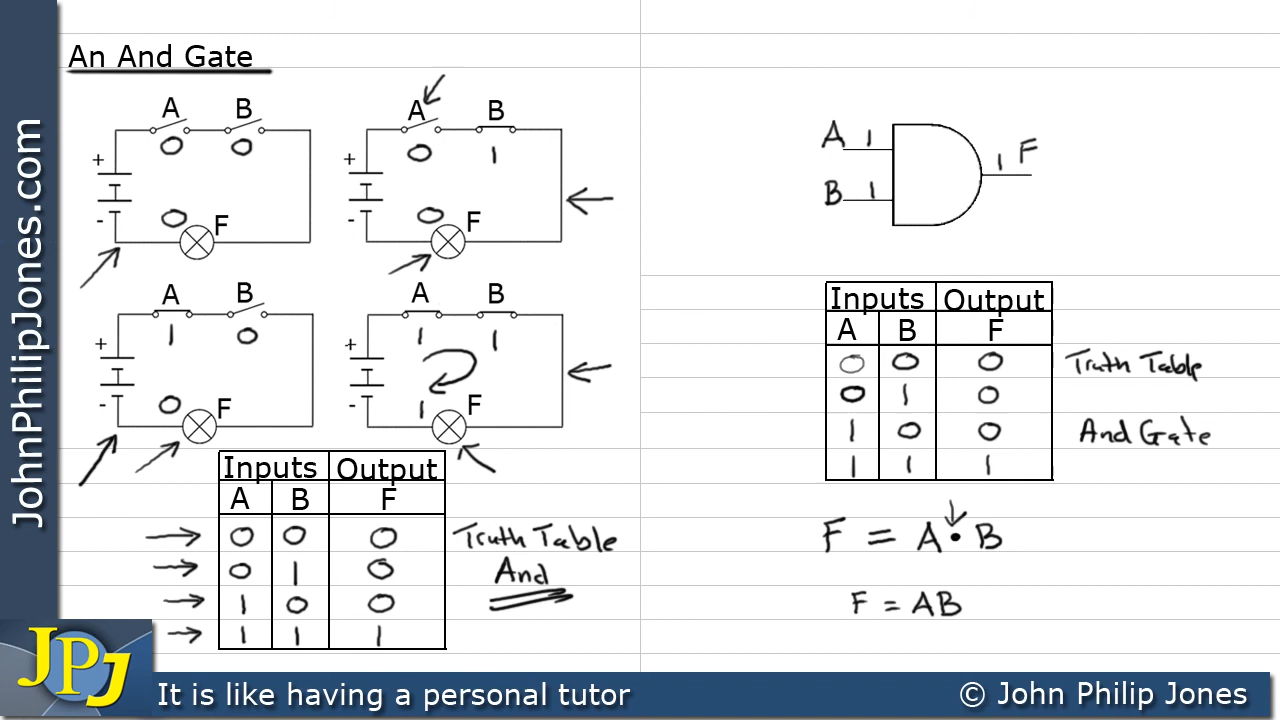 JohnPhilipJones.com
An And Gate
A B
0 0
+
-
0 F
A B
0 1
+
-
0 F
A B
1 0
+
-
0 F
A B
1 1
+
-
1 F
Inputs Output
A B F
0 0 0
0 1 0
1 0 0
1 1 1
Truth Table
And
A 1
B 1
1 F
Inputs Output
A B F
0 0 0
0 1 0
1 0 0
1 1 1
Truth Table
And Gate
F = A • B
F = AB
JPJ
It is like having a personal tutor
© John Philip Jones